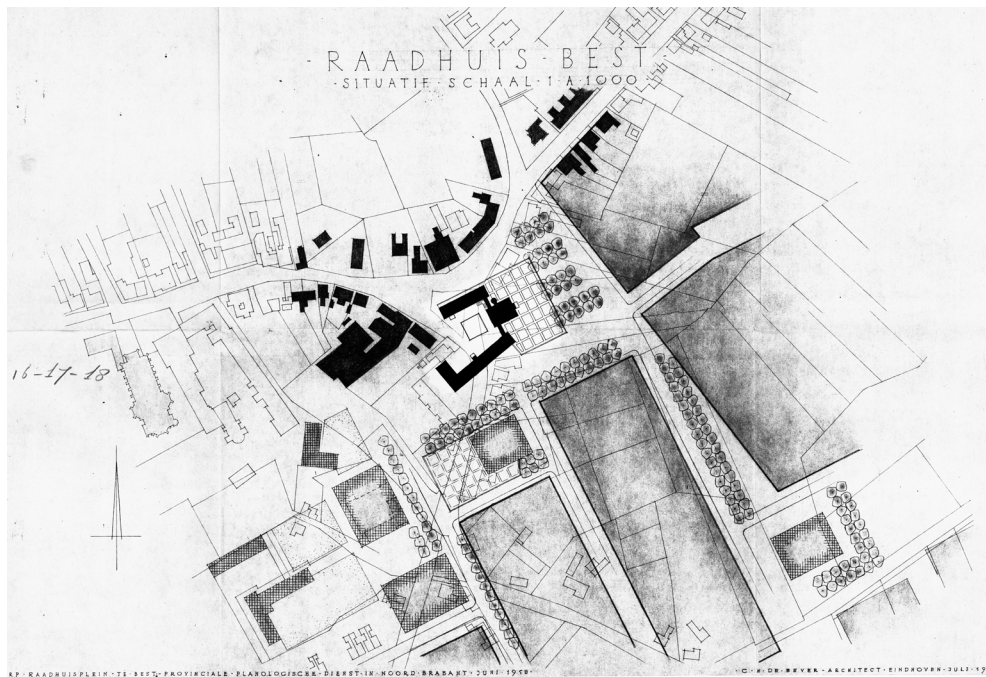 - RAADHUIS - BEST
- SITUATIE - SCHAAL - 1 A 1000 -
16-17-18
RP - RAADHUISPLEIN - TE BEST - PROVINCIALE - PLANOLOGISCHE - DIENST - IN NOORD - BRABANT - JUNI - 1958 -
- C. H. DE BEVER - ARCHITECT - EINDHOVEN - JULI - 19